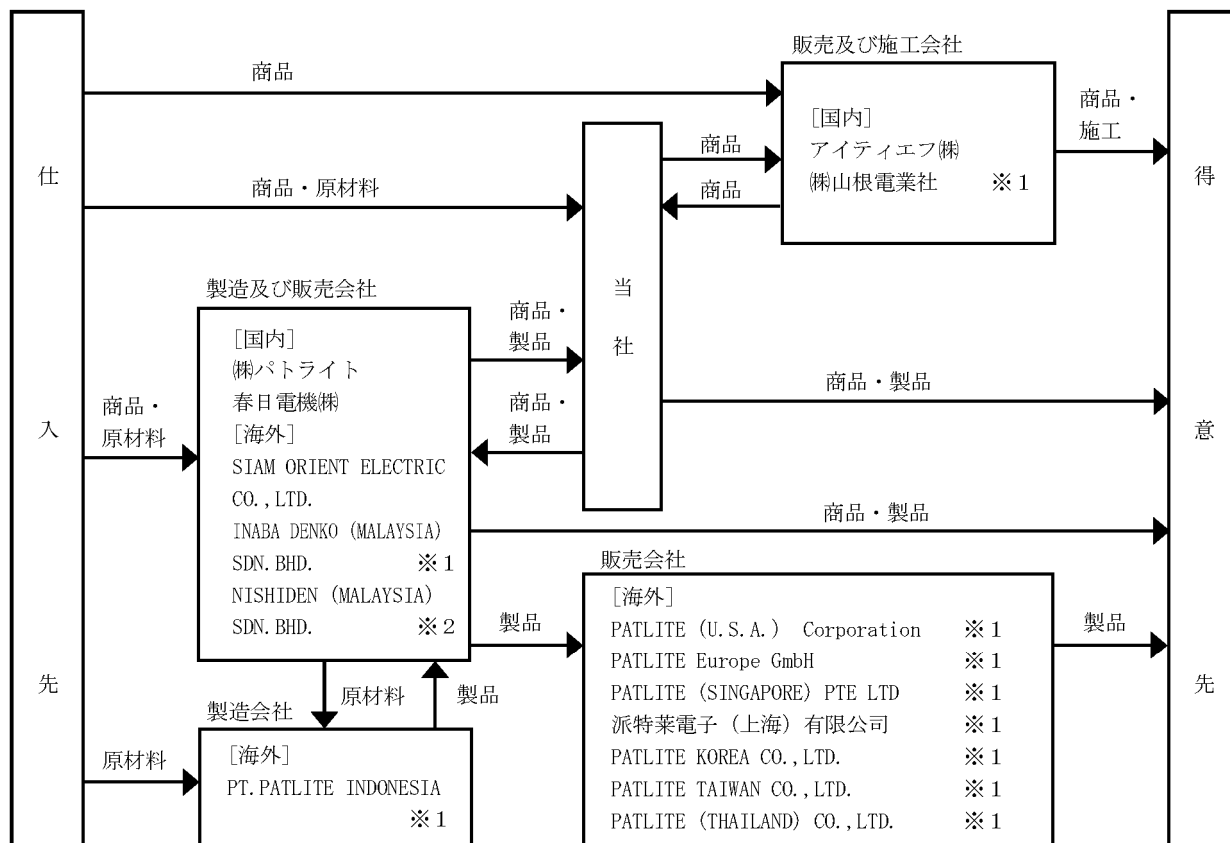 仕入先
商品
販売及び施工会社
[国内]
アイティエフ㈱
㈱山根電業社 ※1
商品・
施工
得意先
商品・原材料
商品
商品
当社
製造及び販売会社
[国内]
㈱パトライト
春日電機㈱
[海外]
SIAM ORIENT ELECTRIC
CO.,LTD.
INABA DENKO (MALAYSIA)
SDN.BHD. ※1
NISHIDEN (MALAYSIA)
SDN.BHD. ※2
商品・
製品
商品・
製品
商品・
原材料
商品・製品
商品・製品
販売会社
[海外]
PATLITE (U.S.A.) Corporation ※1
PATLITE Europe GmbH ※1
PATLITE (SINGAPORE) PTE LTD ※1
派特莱電子（上海）有限公司 ※1
PATLITE KOREA CO.,LTD. ※1
PATLITE TAIWAN CO.,LTD. ※1
PATLITE (THAILAND) CO.,LTD. ※1
製品
製品
原材料
製品
製造会社
[海外]
PT.PATLITE INDONESIA
※1
原材料